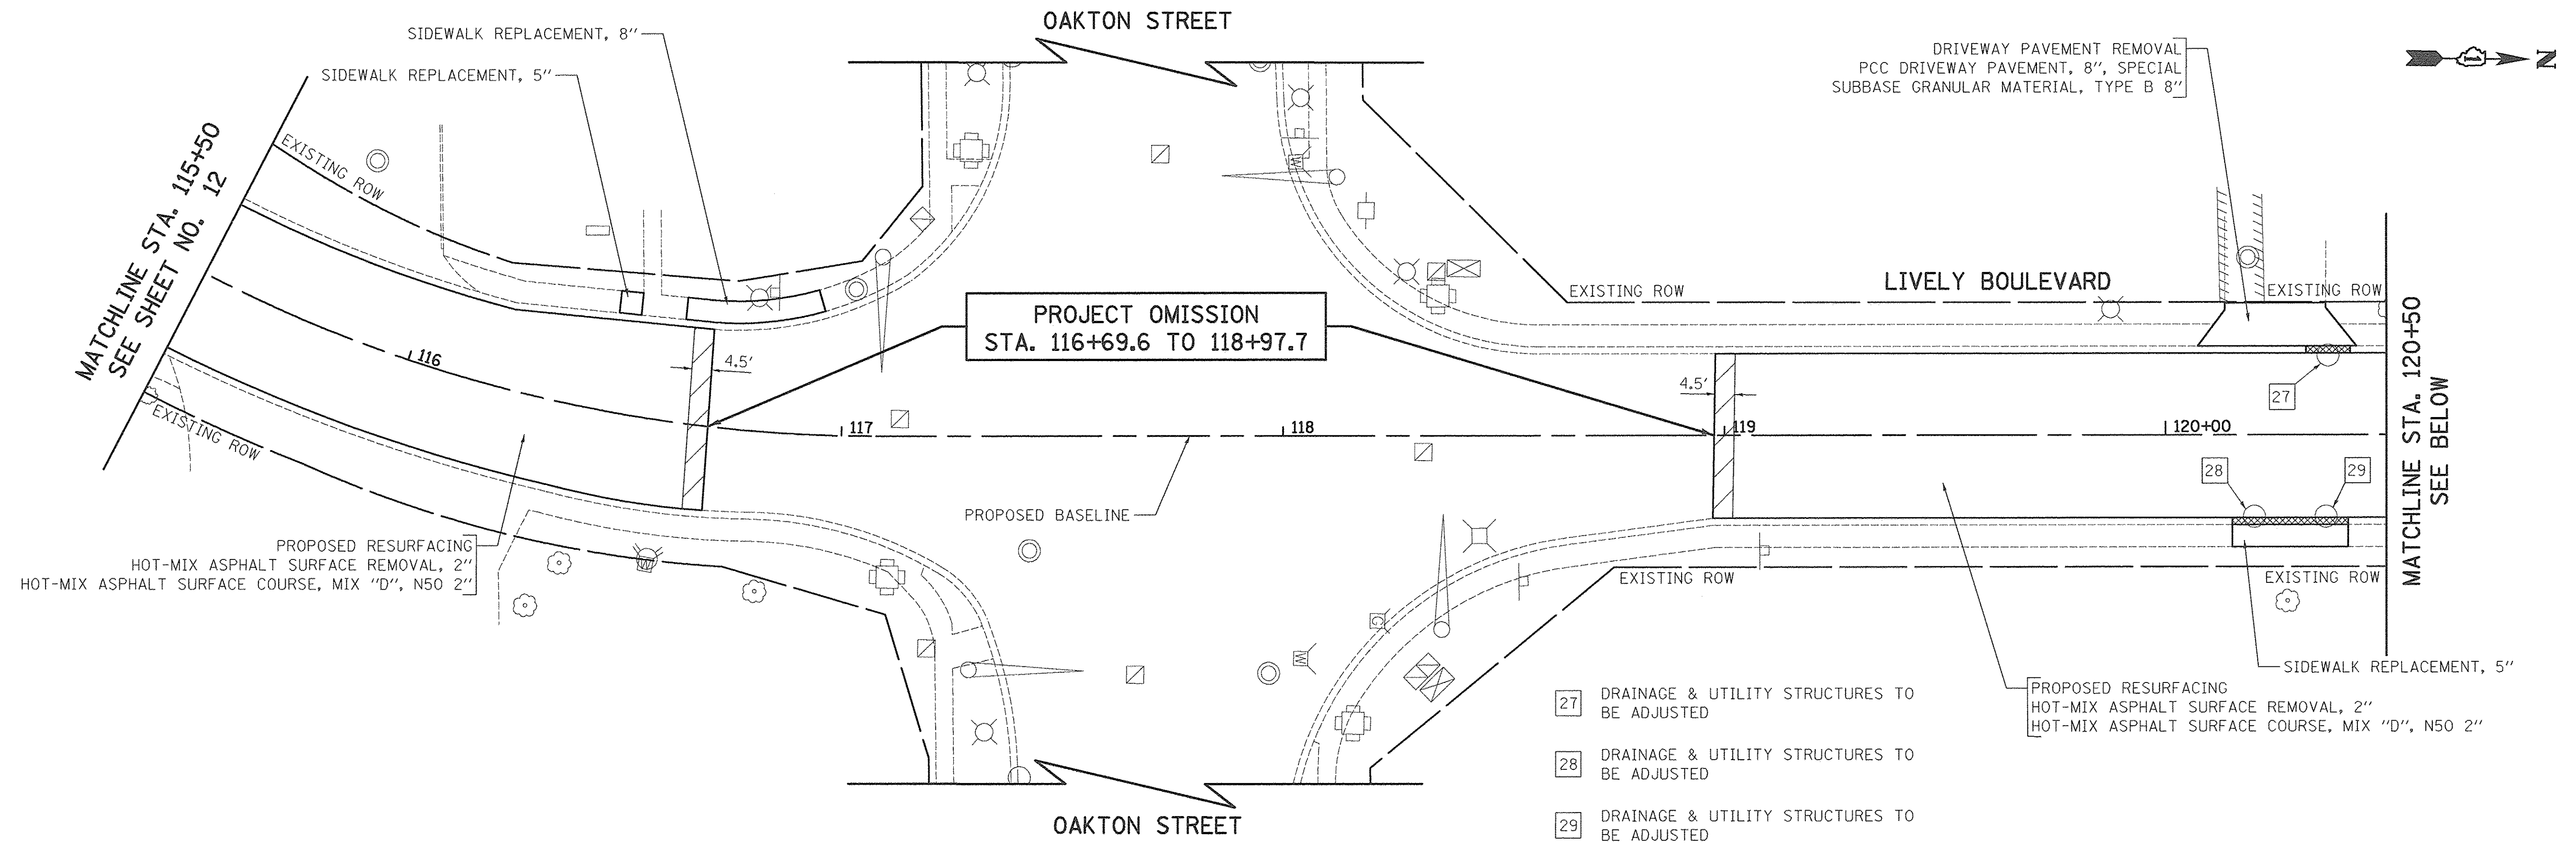 OAKTON STREET
SIDEWALK REPLACEMENT, 8"
SIDEWALK REPLACEMENT, 5"
DRIVEWAY PAVEMENT REMOVAL
PCC DRIVEWAY PAVEMENT, 8", SPECIAL
SUBBASE GRANULAR MATERIAL, TYPE B 8"
N
MATCHLINE STA. 115+50
SEE SHEET NO. 12
EXISTING ROW
EXISTING ROW
LIVELY BOULEVARD
EXISTING ROW
EXISTING ROW
PROJECT OMISSION
STA. 116+69.6 TO 118+97.7
116
4.5'
4.5'
27
117
118
119
120+00
MATCHLINE STA. 120+50
SEE BELOW
28
29
PROPOSED BASELINE
W
W
W
G
PROPOSED RESURFACING
HOT-MIX ASPHALT SURFACE REMOVAL, 2"
HOT-MIX ASPHALT SURFACE COURSE, MIX "D", N50 2"
EXISTING ROW
EXISTING ROW
SIDEWALK REPLACEMENT, 5"
PROPOSED RESURFACING
HOT-MIX ASPHALT SURFACE REMOVAL, 2"
HOT-MIX ASPHALT SURFACE COURSE, MIX "D", N50 2"
27 DRAINAGE & UTILITY STRUCTURES TO
BE ADJUSTED
28 DRAINAGE & UTILITY STRUCTURES TO
BE ADJUSTED
29 DRAINAGE & UTILITY STRUCTURES TO
BE ADJUSTED
OAKTON STREET